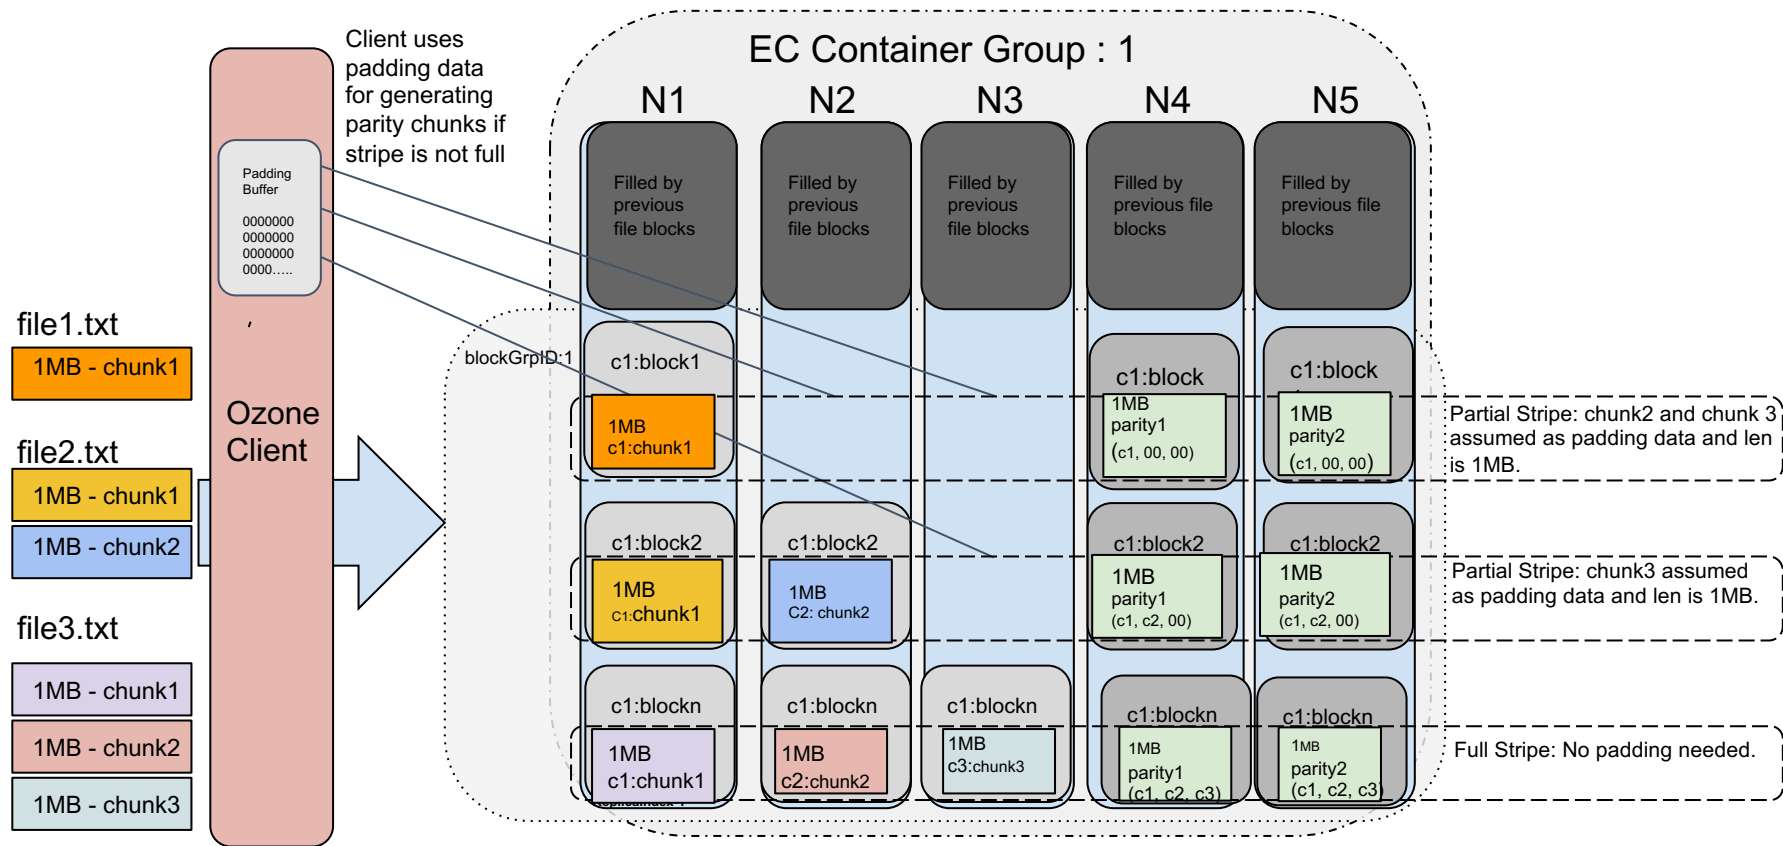 Client uses
padding data
for generating
parity chunks if
stripe is not full
EC Container Group : 1
N1
N2
N3
N4
N5
Padding
Buffer
0000000
0000000
0000000
0000.....
Filled by
previous
file blocks
Filled by
previous
file blocks
Filled by
previous
file blocks
Filled by
previous file
blocks
Filled by
previous file
blocks
file1.txt
1MB - chunk1
file2.txt
1MB - chunk1
1MB - chunk2
file3.txt
1MB - chunk1
1MB - chunk2
1MB - chunk3
Ozone
Client
blockGrpID:1
c1:block1
1MB
c1:chunk1
c1:block
1MB
parity1
(c1, 00, 00)
c1:block
1MB
parity2
(c1, 00, 00)
Partial Stripe: chunk2 and chunk 3
assumed as padding data and len
is 1MB.
c1:block2
1MB
C1:chunk1
c1:block2
1MB
C2: chunk2
c1:block2
1MB
parity1
(c1, c2, 00)
c1:block2
1MB
parity2
(c1, c2, 00)
Partial Stripe: chunk3 assumed
as padding data and len is 1MB.
c1:blockn
1MB
c1:chunk1
c1:blockn
1MB
c2:chunk2
c1:blockn
1MB
c3:chunk3
c1:blockn
1MB
parity1
(c1, c2, c3)
c1:blockn
1MB
parity2
(c1, c2, c3)
Full Stripe: No padding needed.